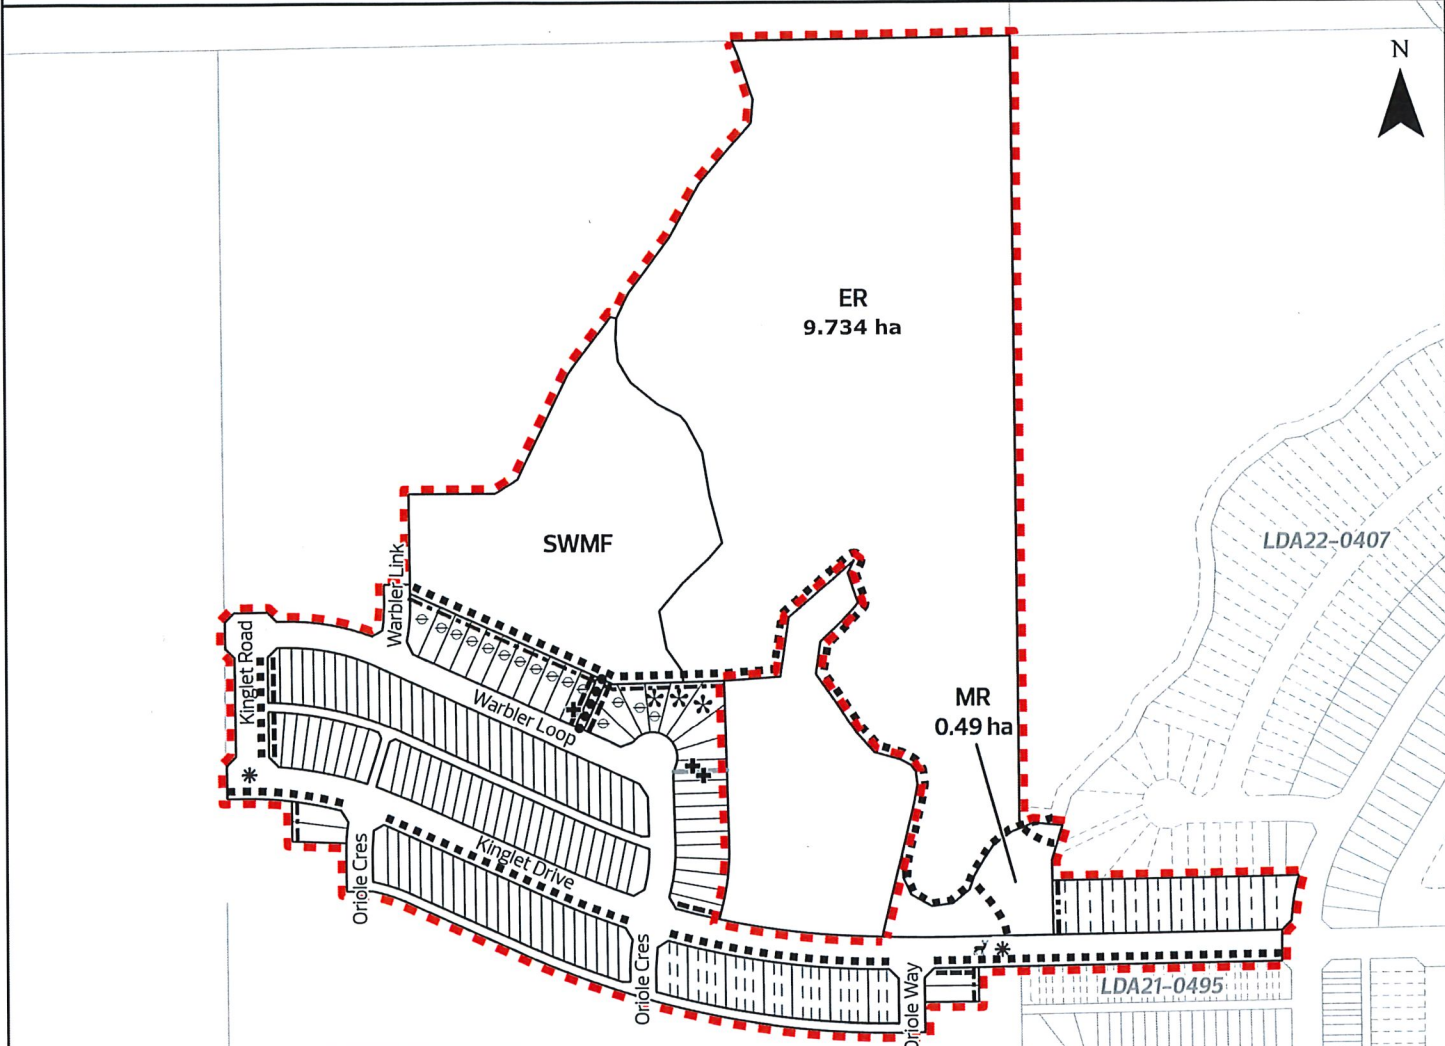 N
ER
9.734 ha
SWMF
LDA22-0407
Warbler Link
Kinglet Road
Warbler Loop
MR
0.49 ha
Kinglet Drive
Oriole Cres
Oriole Cres
Oriole Way
LDA21-0495